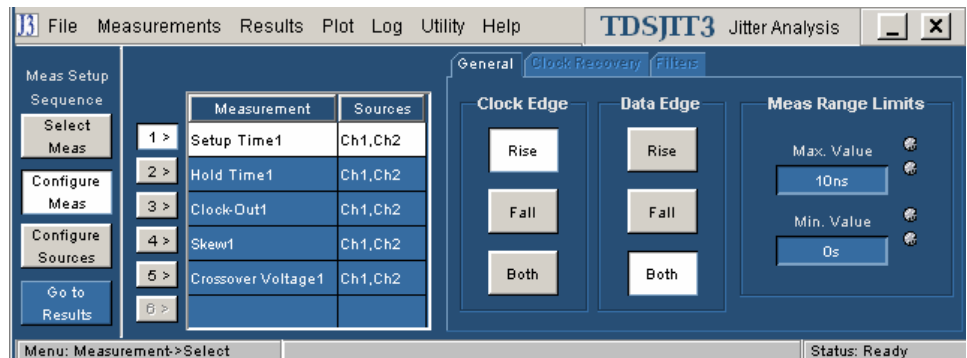 J3 File Measurements Results Plot Log Utility Help TDSJIT3 Jitter Analysis
Meas Setup
Sequence
Select
Meas
Configure
Meas
Configure
Sources
Go to
Results
Measurement Sources
1 > Setup Time1 Ch1,Ch2
2 > Hold Time1 Ch1,Ch2
3 > Clock-Out1 Ch1,Ch2
4 > Skew1 Ch1,Ch2
5 > Crossover Voltage1 Ch1,Ch2
6 >
General Clock Recovery Filters
Clock Edge
Rise
Fall
Both
Data Edge
Rise
Fall
Both
Meas Range Limits
Max. Value
10ns
Min. Value
0s
Menu: Measurement->Select Status: Ready